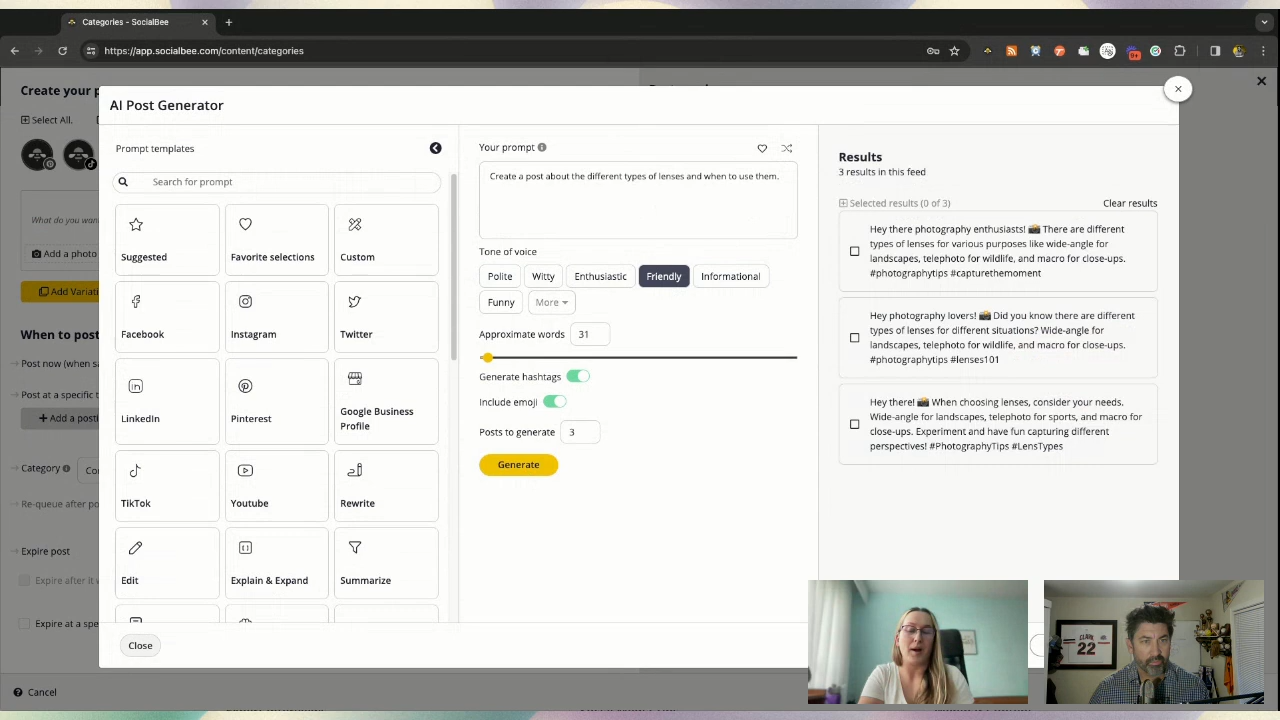 Categories - SocialBee
https://app.socialbee.com/content/categories
9+
Create your p
AI Post Generator
Select All.
Prompt templates
Search for prompt
Suggested
Favorite selections
Custom
Facebook
Instagram
Twitter
LinkedIn
Pinterest
Google Business
Profile
TikTok
Youtube
Rewrite
Edit
Explain & Expand
Summarize
Close
Your prompt
Create a post about the different types of lenses and when to use them.
Tone of voice
Polite
Witty
Enthusiastic
Friendly
Informational
Funny
More
Approximate words 31
Generate hashtags
Include emoji
Posts to generate 3
Generate
Results
3 results in this feed
Selected results (0 of 3)
Clear results
Hey there photography enthusiasts! 📸 There are different
types of lenses for various purposes like wide-angle for
landscapes, telephoto for wildlife, and macro for close-ups.
#photographytips #capturethemoment
Hey photography lovers! 📸 Did you know there are different
types of lenses for different situations? Wide-angle for
landscapes, telephoto for wildlife, and macro for close-ups.
#photographytips #lenses101
Hey there! 📸 When choosing lenses, consider your needs.
Wide-angle for landscapes, telephoto for sports, and macro for
close-ups. Experiment and have fun capturing different
perspectives! #PhotographyTips #LensTypes
What do you wan
Add a photo
Add Variati
When to post
Post now (when sa
Post at a specific t
Add a posti
Category
Con
Re-queue after po
Expire post
Expire after it w
Expire at a spe
Cancel
CLARK
22